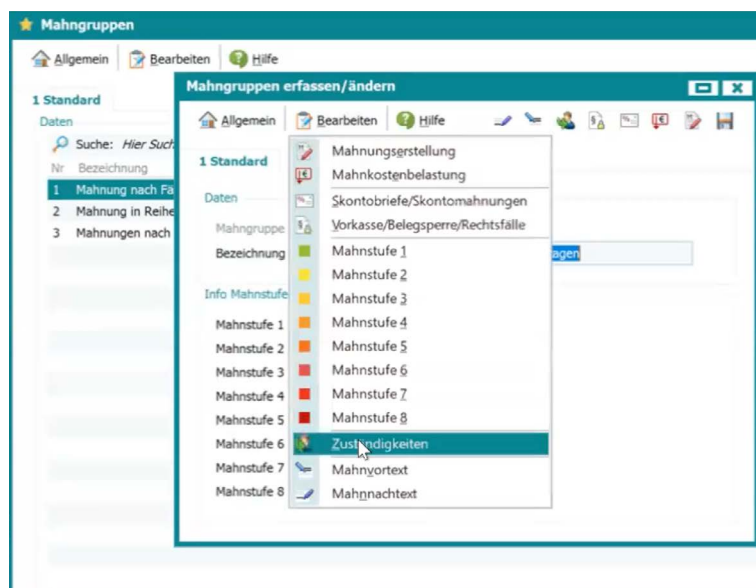 Mahngruppen
Allgemein Bearbeiten Hilfe
1 Standard
Daten
Suche: Hier Such
Nr Bezeichnung
1 Mahnung nach Fä
2 Mahnung in Reihe
3 Mahnungen nach
Mahngruppen erfassen/ändern
Allgemein Bearbeiten Hilfe
1 Standard
Daten
Mahngruppe
Bezeichnung
agen
Info Mahnstufe
Mahnstufe 1
Mahnstufe 2
Mahnstufe 3
Mahnstufe 4
Mahnstufe 5
Mahnstufe 6
Mahnstufe 7
Mahnstufe 8
Mahnungserstellung
Mahnkostenbelastung
Skontobriefe/Skontomahnungen
Vorkasse/Belegsperre/Rechtsfälle
Mahnstufe 1
Mahnstufe 2
Mahnstufe 3
Mahnstufe 4
Mahnstufe 5
Mahnstufe 6
Mahnstufe 7
Mahnstufe 8
Zuständigkeiten
Mahnvortext
Mahnnachtext